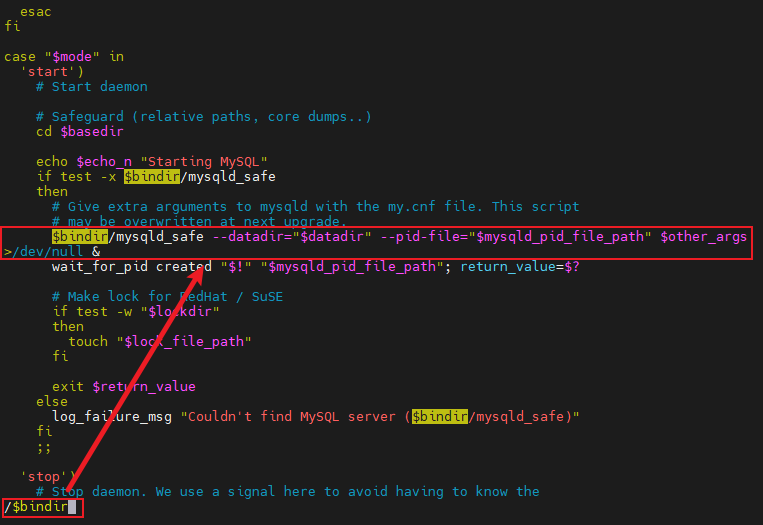 esac
fi
case "$mode" in
'start')
# Start daemon
# Safeguard (relative paths, core dumps..)
cd $basedir
echo $echo_n "Starting MySQL"
if test -x $bindir/mysqld_safe
then
# Give extra arguments to mysqld with the my.cnf file. This script
# may be overwritten at next upgrade.
$bindir/mysqld_safe --datadir="$datadir" --pid-file="$mysqld_pid_file_path" $other_args
>/dev/null &
wait_for_pid created "$!" "$mysqld_pid_file_path"; return_value=$?
# Make lock for RedHat / SuSE
if test -w "$lockdir"
then
touch "$lock_file_path"
fi
exit $return_value
else
log_failure_msg "Couldn't find MySQL server ($bindir/mysqld_safe)"
fi
;;
'stop')
# Stop daemon. We use a signal here to avoid having to know the
/$bindir